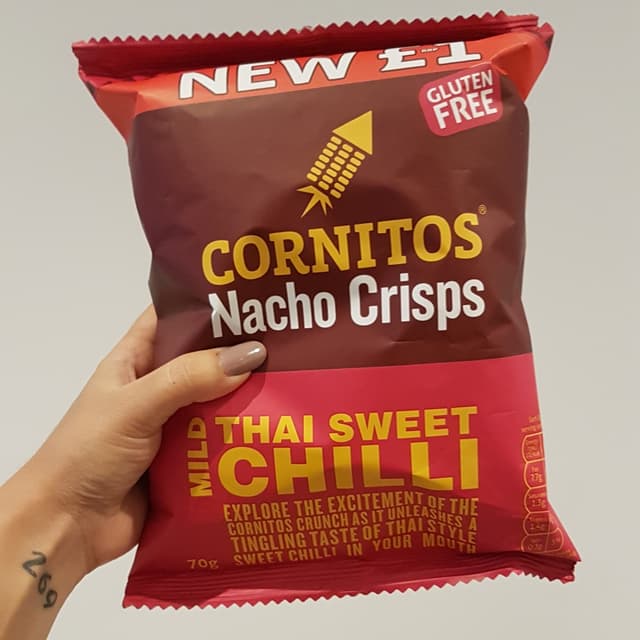 NEW £1
GLUTEN
FREE
CORNITOS®
Nacho Crisps
MILD
THAI SWEET
CHILLI
EXPLORE THE EXCITEMENT OF THE
CORNITOS CRUNCH AS IT UNLEASHES A
TINGLING TASTE OF THAI STYLE
SWEET CHILLI IN YOUR MOUTH
70g
Fat
269